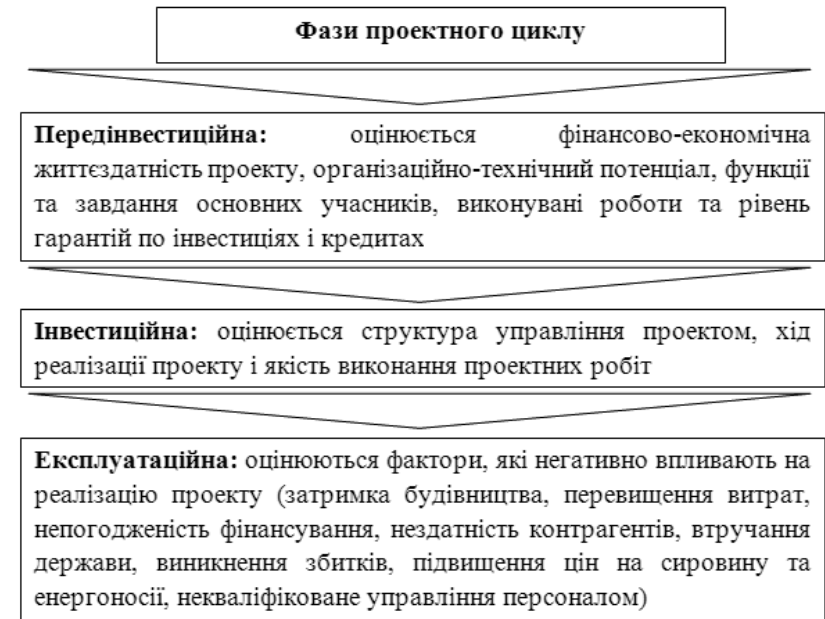 Фази проектного циклу
Передінвестиційна: оцінюється фінансово-економічна
життєздатність проекту, організаційно-технічний потенціал, функції
та завдання основних учасників, виконувані роботи та рівень
гарантій по інвестиціях і кредитах
Інвестиційна: оцінюється структура управління проектом, хід
реалізації проекту і якість виконання проектних робіт
Експлуатаційна: оцінюються фактори, які негативно впливають на
реалізацію проекту (затримка будівництва, перевищення витрат,
непогодженість фінансування, нездатність контрагентів, втручання
держави, виникнення збитків, підвищення цін на сировину та
енергоносії, некваліфіковане управління персоналом)